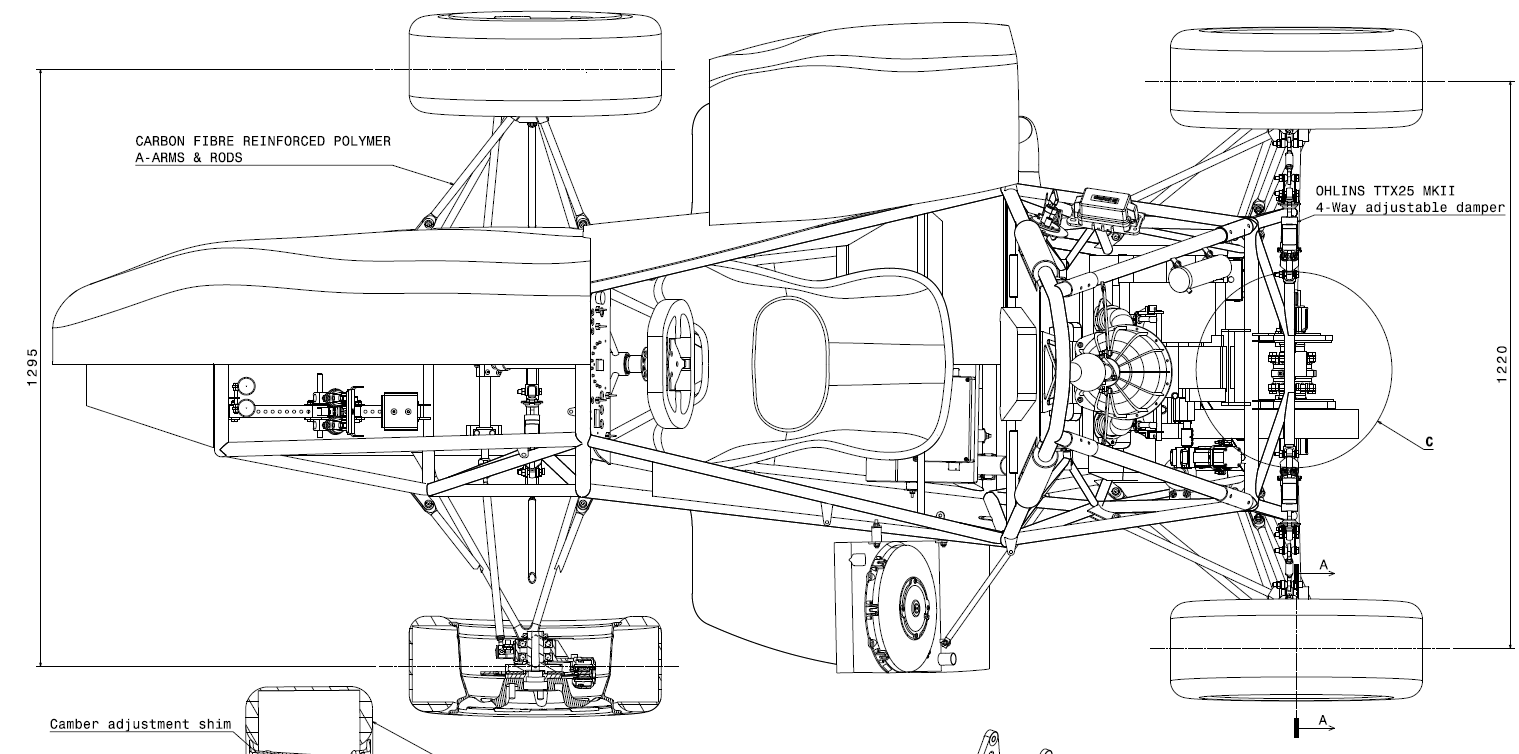 CARBON FIBRE REINFORCED POLYMER
A-ARMS & RODS
OHLINS TTX25 MKII
4-Way adjustable damper
1295
1220
C
A
A
Camber adjustment shim